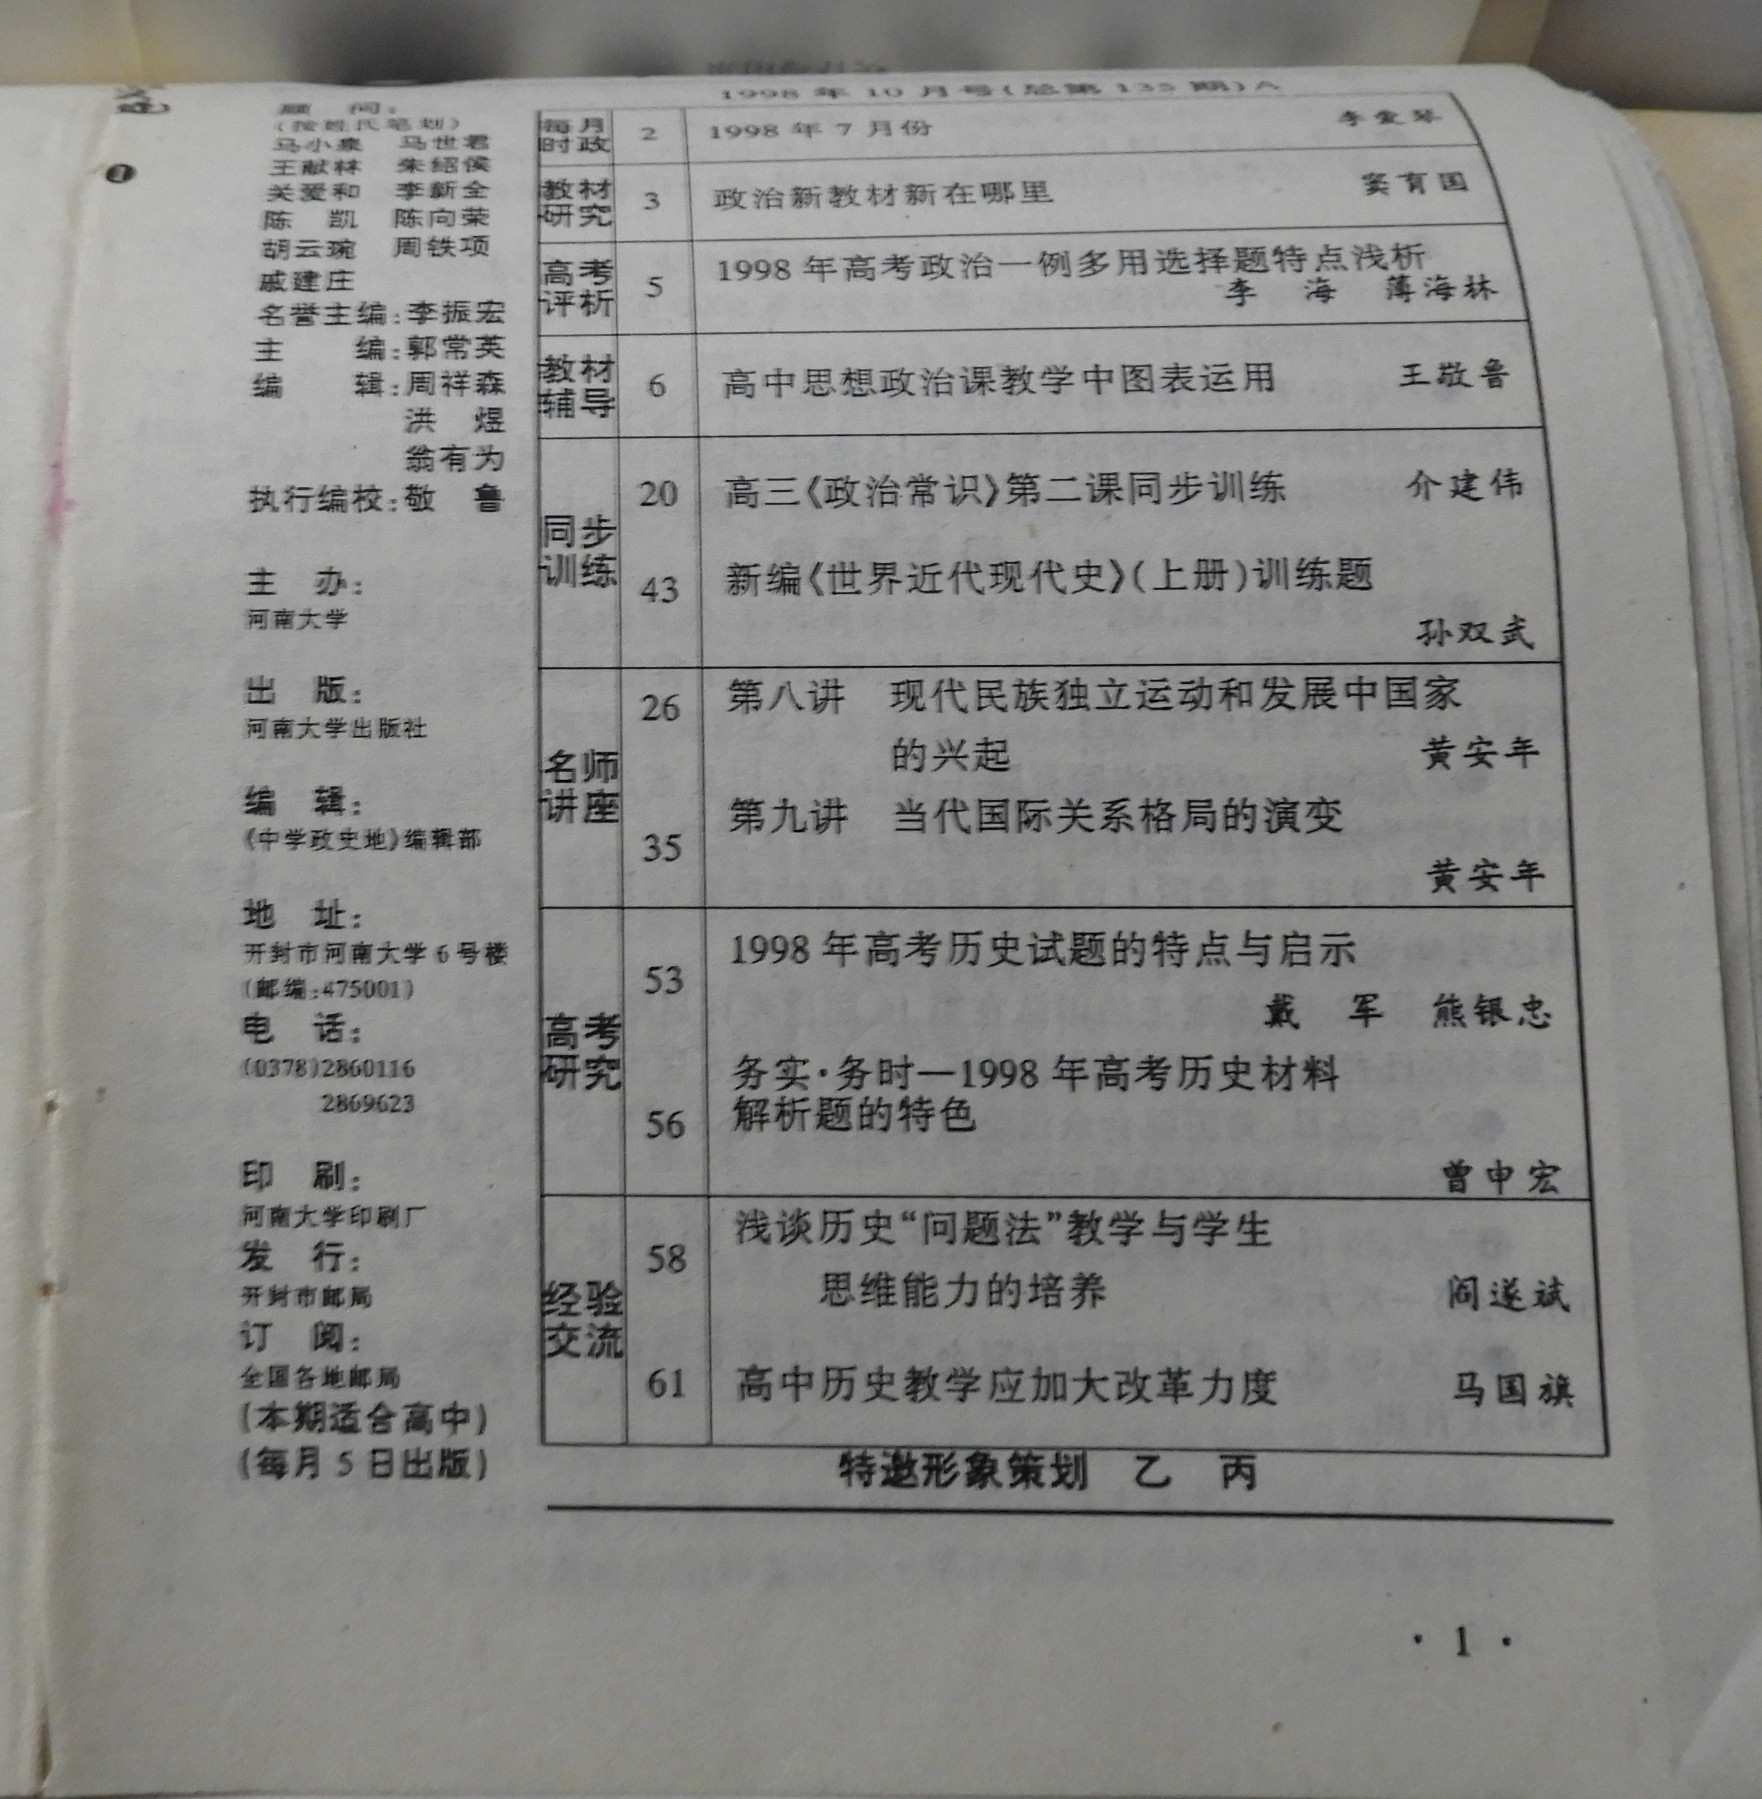 1998 年 10 月号(总第 135 期)A
顾 问:
(按姓氏笔划)
马小泉 马世君
王献林 朱绍侯
关爱和 李新全
陈 凯 陈向荣
胡云琬 周铁项
戚建庄
名誉主编:李振宏
主 编:郭常英
编 辑:周祥森
洪 煜
翁有为
执行编校:敬 鲁
主 办:
河南大学
出 版:
河南大学出版社
编 辑:
《中学政史地》编辑部
地 址:
开封市河南大学 6 号楼
(邮编:475001)
电 话:
(0378)2860116
2869623
印 刷:
河南大学印刷厂
发 行:
开封市邮局
订 阅:
全国各地邮局
(本期适合高中)
(每月 5 日出版)
每月
时政
2
1998 年 7 月份 李爱琴
教材
研究
3
政治新教材新在哪里 窦育国
高考
评析
5
1998 年高考政治一例多用选择题特点浅析
李 海 薄海林
教材
辅导
6
高中思想政治课教学中图表运用 王敬鲁
同步
训练
20
高三《政治常识》第二课同步训练 介建伟
43
新编《世界近代现代史》(上册)训练题
孙双武
名师
讲座
26
第八讲 现代民族独立运动和发展中国家
的兴起 黄安年
35
第九讲 当代国际关系格局的演变
黄安年
高考
研究
53
1998 年高考历史试题的特点与启示
戴 军 熊银忠
56
务实·务时—1998 年高考历史材料
解析题的特色
曾申宏
经验
交流
58
浅谈历史“问题法”教学与学生
思维能力的培养 阎遂斌
61
高中历史教学应加大改革力度 马国旗
特邀形象策划 乙 丙
· 1 ·